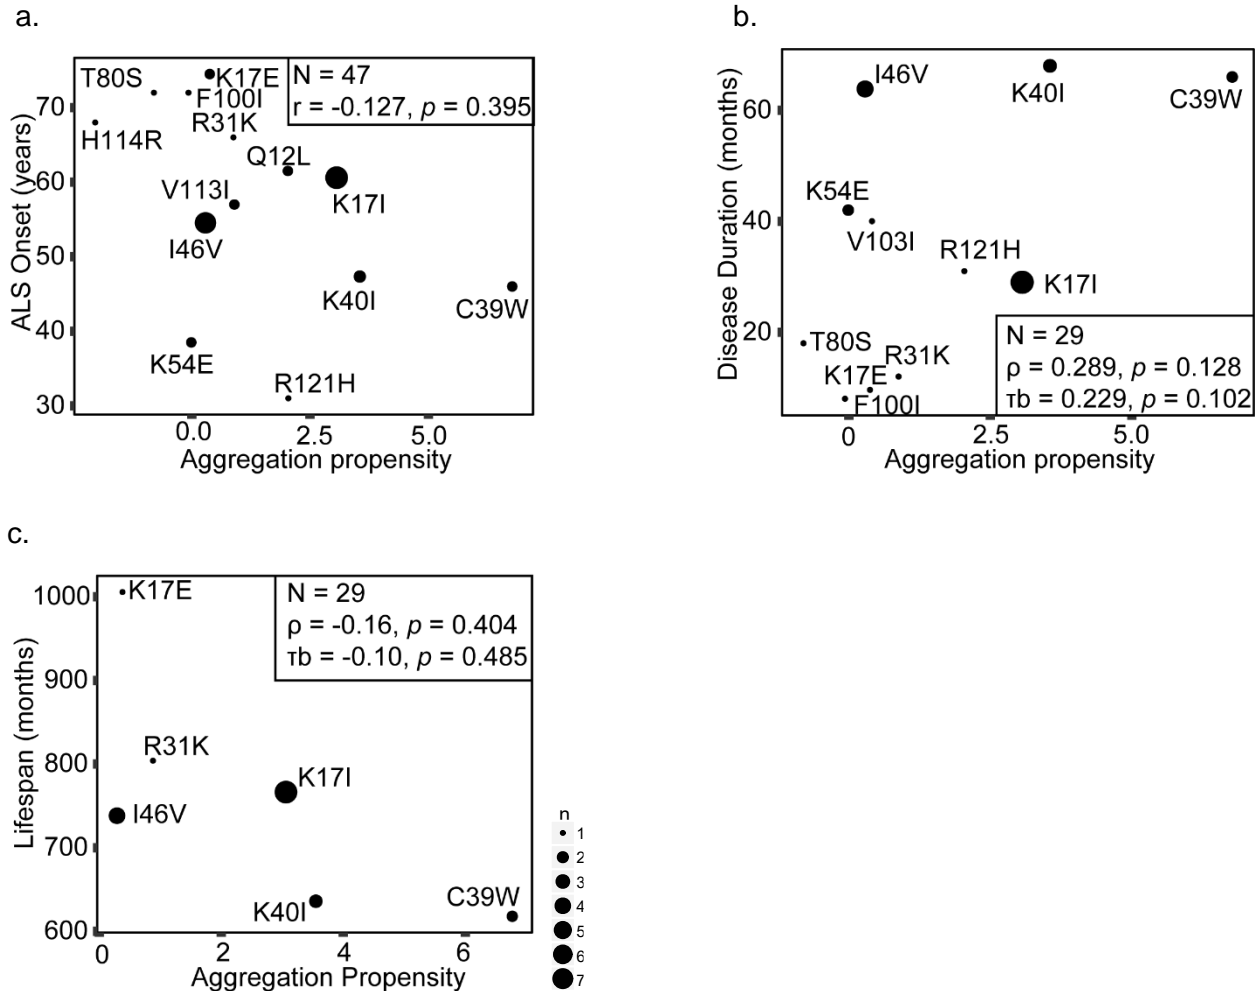 a.
N = 47
r = -0.127, p = 0.395
T80S
K17E
F100I
H114R
R31K
Q12L
V113I
K17I
I46V
K40I
C39W
K54E
R121H
70
60
50
40
30
ALS Onset (years)
0.0
2.5
5.0
Aggregation propensity
b.
I46V
K40I
C39W
K54E
V103I
R121H
K17I
T80S
R31K
K17E
F100I
N = 29
ρ = 0.289, p = 0.128
τb = 0.229, p = 0.102
60
40
20
Disease Duration (months)
0
2.5
5.0
Aggregation propensity
c.
K17E
N = 29
ρ = -0.16, p = 0.404
τb = -0.10, p = 0.485
R31K
K17I
I46V
K40I
C39W
1000
900
800
700
600
Lifespan (months)
0
2
4
6
Aggregation Propensity
n
1
2
3
4
5
6
7